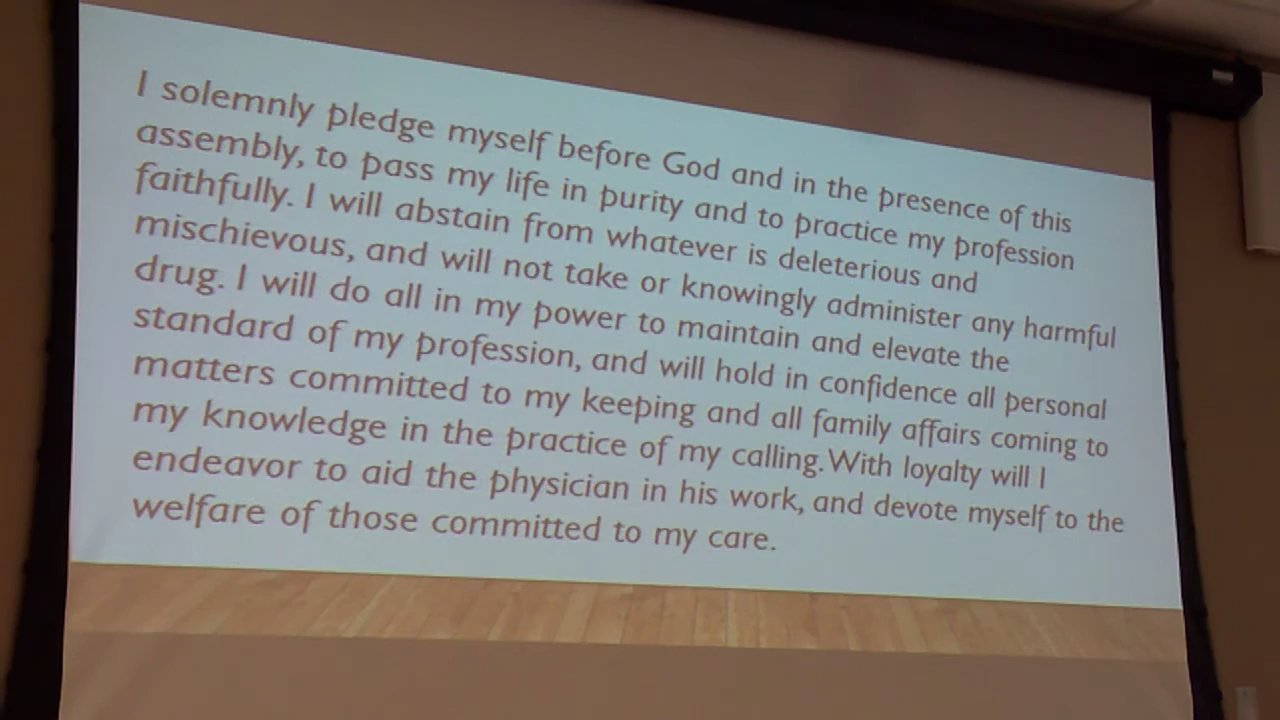 I solemnly pledge myself before God and in the presence of this
assembly, to pass my life in purity and to practice my profession
faithfully. I will abstain from whatever is deleterious and
mischievous, and will not take or knowingly administer any harmful
drug. I will do all in my power to maintain and elevate the
standard of my profession, and will hold in confidence all personal
matters committed to my keeping and all family affairs coming to
my knowledge in the practice of my calling. With loyalty will I
endeavor to aid the physician in his work, and devote myself to the
welfare of those committed to my care.